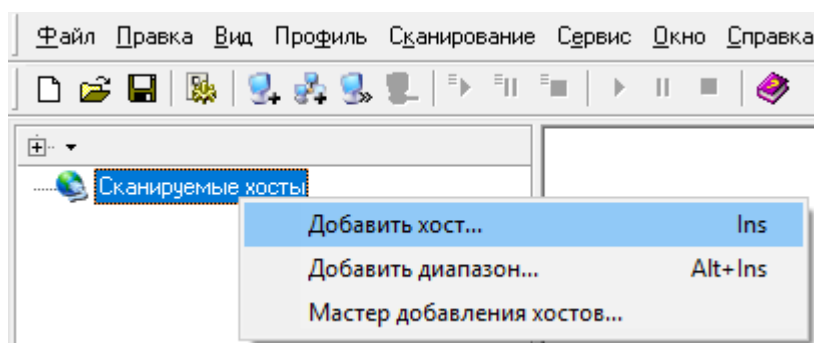 Файл Правка Вид Профиль Сканирование Сервис Окно Справка
Сканируемые хосты
Добавить хост... Ins
Добавить диапазон... Alt+Ins
Мастер добавления хостов...